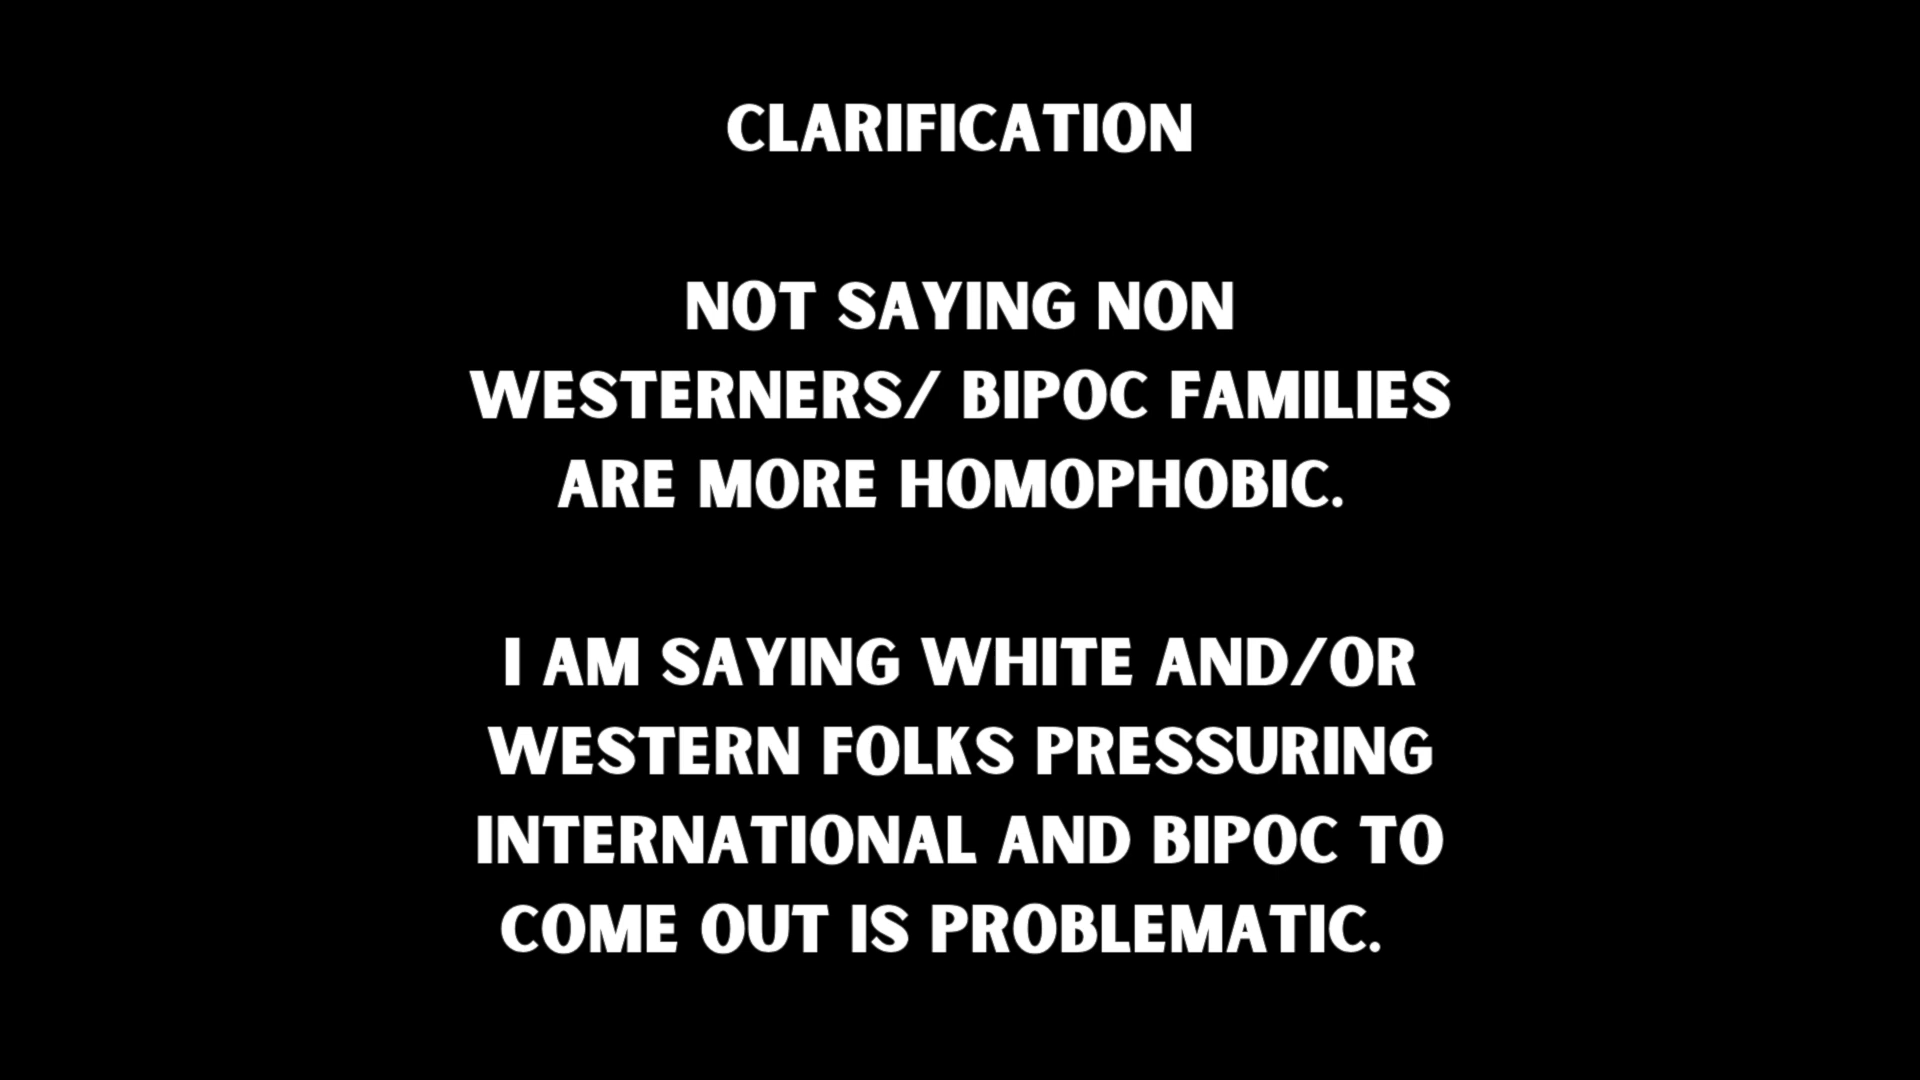 CLARIFICATION
NOT SAYING NON
WESTERNERS/ BIPOC FAMILIES
ARE MORE HOMOPHOBIC.
I AM SAYING WHITE AND/OR
WESTERN FOLKS PRESSURING
INTERNATIONAL AND BIPOC TO
COME OUT IS PROBLEMATIC.